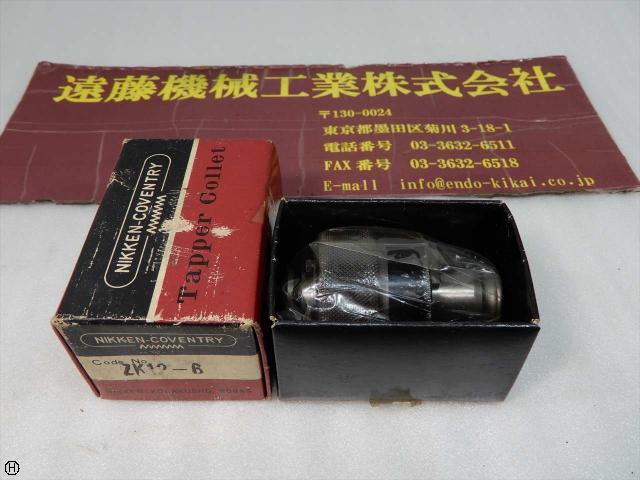 遠藤機械工業株式会社
〒130-0024
東京都墨田区菊川 3-18-1
電話番号 03-3632-6511
FAX 番号 03-3632-6518
E-mail info@endo-kikai.co.jp
NIKKEN-COVENTRY
Tapper Collet
NIKKEN-COVENTRY
Code No.
ZK12-B
H